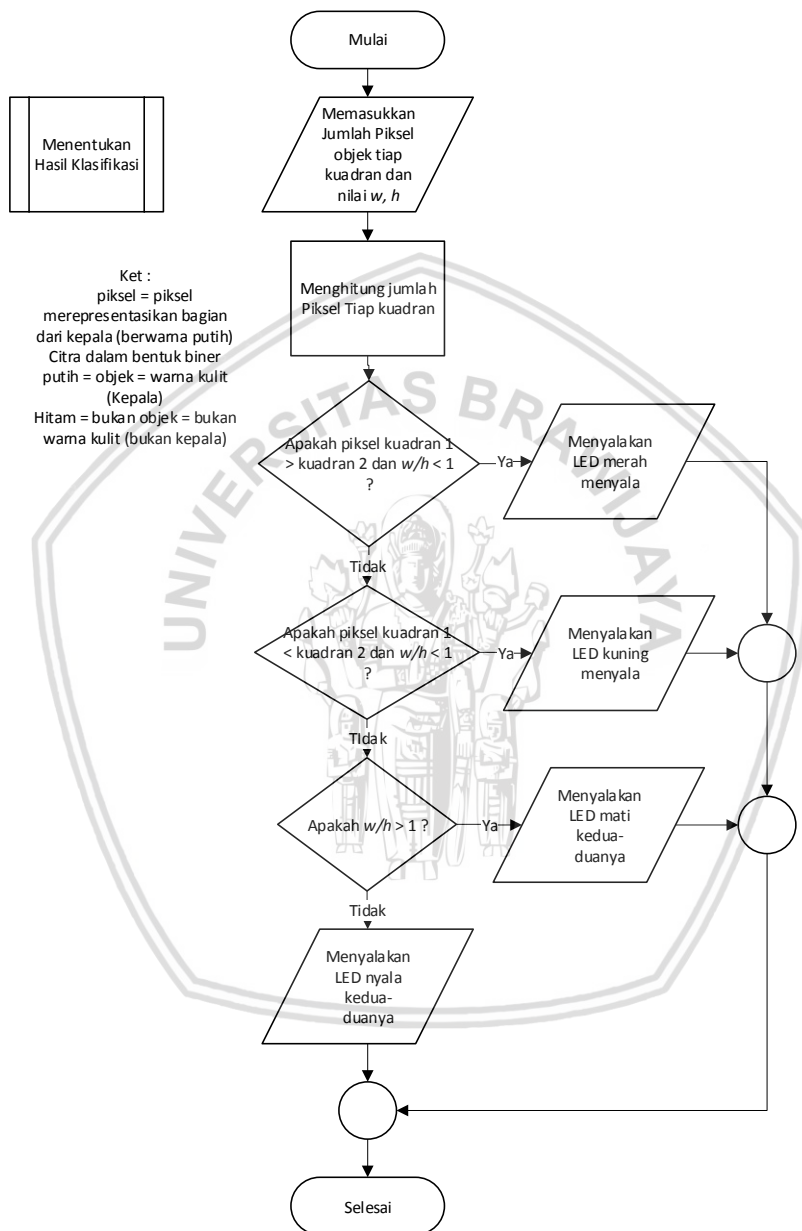 Mulai
Menentukan
Hasil Klasifikasi
Memasukkan
Jumlah Piksel
objek tiap
kuadran dan
nilai w, h
Menghitung jumlah
Piksel Tiap kuadran
Ket :
piksel = piksel
merepresentasikan bagian
dari kepala (berwarna putih)
Citra dalam bentuk biner
putih = objek = warna kulit
(Kepala)
Hitam = bukan objek = bukan
warna kulit (bukan kepala)
UNIVERSITAS BRAWIJAYA
Apakah piksel kuadran 1
> kuadran 2 dan w/h < 1
?
Ya
Menyalakan
LED merah
menyala
Tidak
Apakah piksel kuadran 1
< kuadran 2 dan w/h < 1
?
Ya
Menyalakan
LED kuning
menyala
TIdak
Apakah w/h > 1 ?
Ya
Menyalakan
LED mati
kedua-
duanya
Tidak
Menyalakan
LED nyala
kedua-
duanya
Selesai